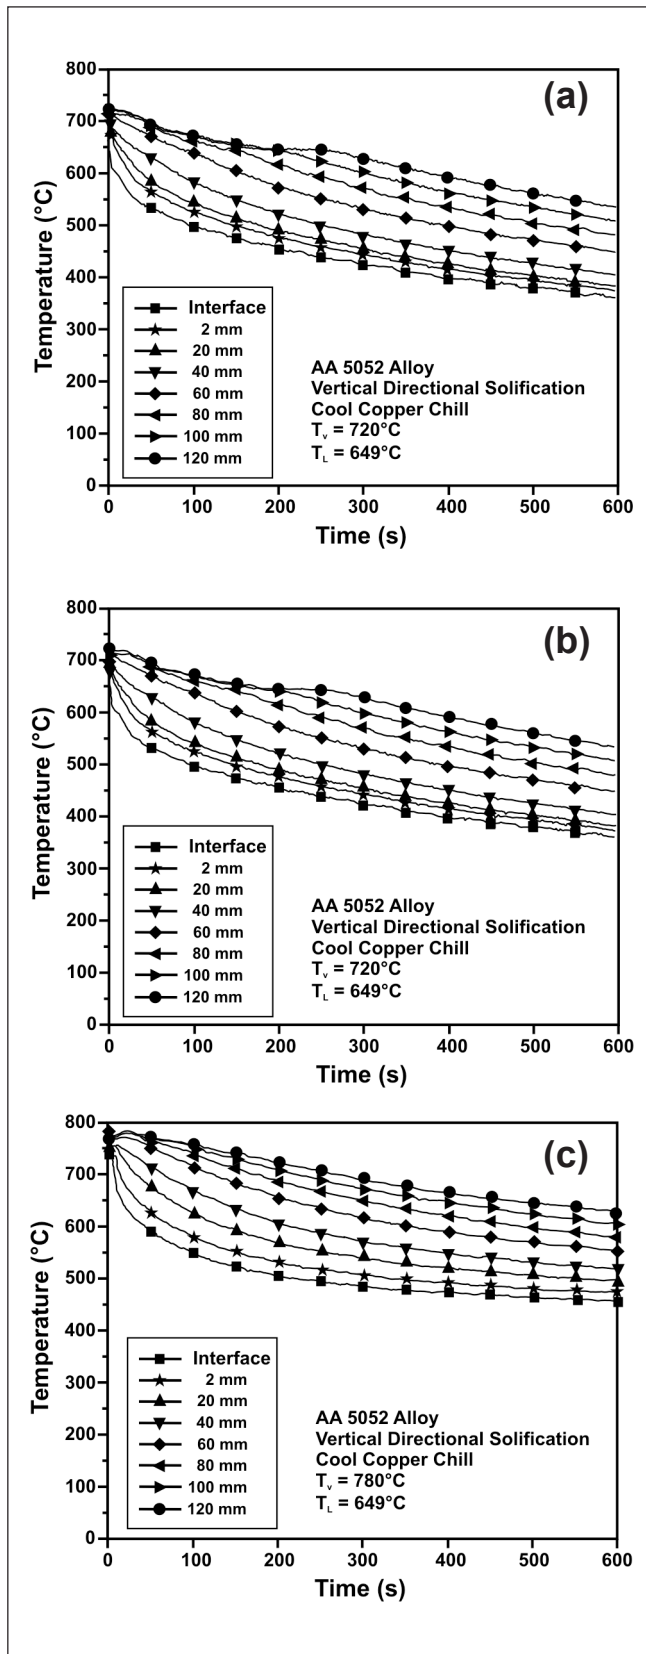 (a)
800
700
600
500
400
300
200
100
0
Temperature (°C)
Interface
2 mm
20 mm
40 mm
60 mm
80 mm
100 mm
120 mm
AA 5052 Alloy
Vertical Directional Solification
Cool Copper Chill
Tᵥ = 720°C
T_L = 649°C
0 100 200 300 400 500 600
Time (s)
(b)
800
700
600
500
400
300
200
100
0
Temperature (°C)
Interface
2 mm
20 mm
40 mm
60 mm
80 mm
100 mm
120 mm
AA 5052 Alloy
Vertical Directional Solification
Cool Copper Chill
Tᵥ = 720°C
T_L = 649°C
0 100 200 300 400 500 600
Time (s)
(c)
800
700
600
500
400
300
200
100
0
Temperature (°C)
Interface
2 mm
20 mm
40 mm
60 mm
80 mm
100 mm
120 mm
AA 5052 Alloy
Vertical Directional Solification
Cool Copper Chill
Tᵥ = 780°C
T_L = 649°C
0 100 200 300 400 500 600
Time (s)